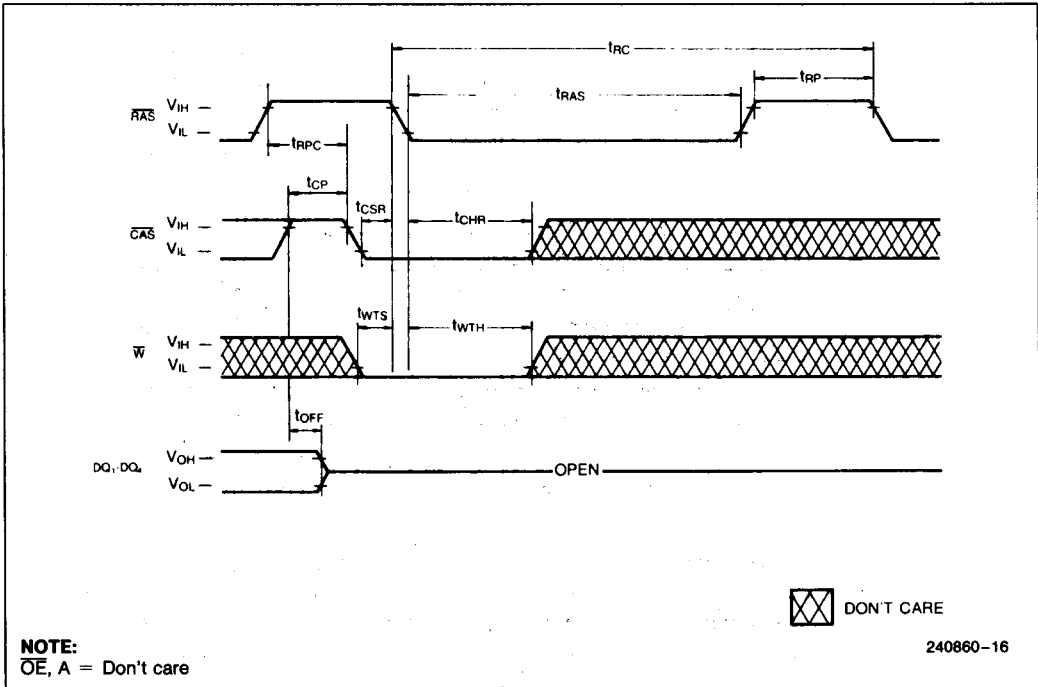 tRC
tRP
tRAS
RAS
VIH
VIL
tRPC
tCP
tCSR
tCHR
CAS
VIH
VIL
tWTS
tWTH
W
VIH
VIL
tOFF
DQ1-DQ4
VOH
VOL
OPEN
DON'T CARE
NOTE:
OE, A = Don't care
240860-16